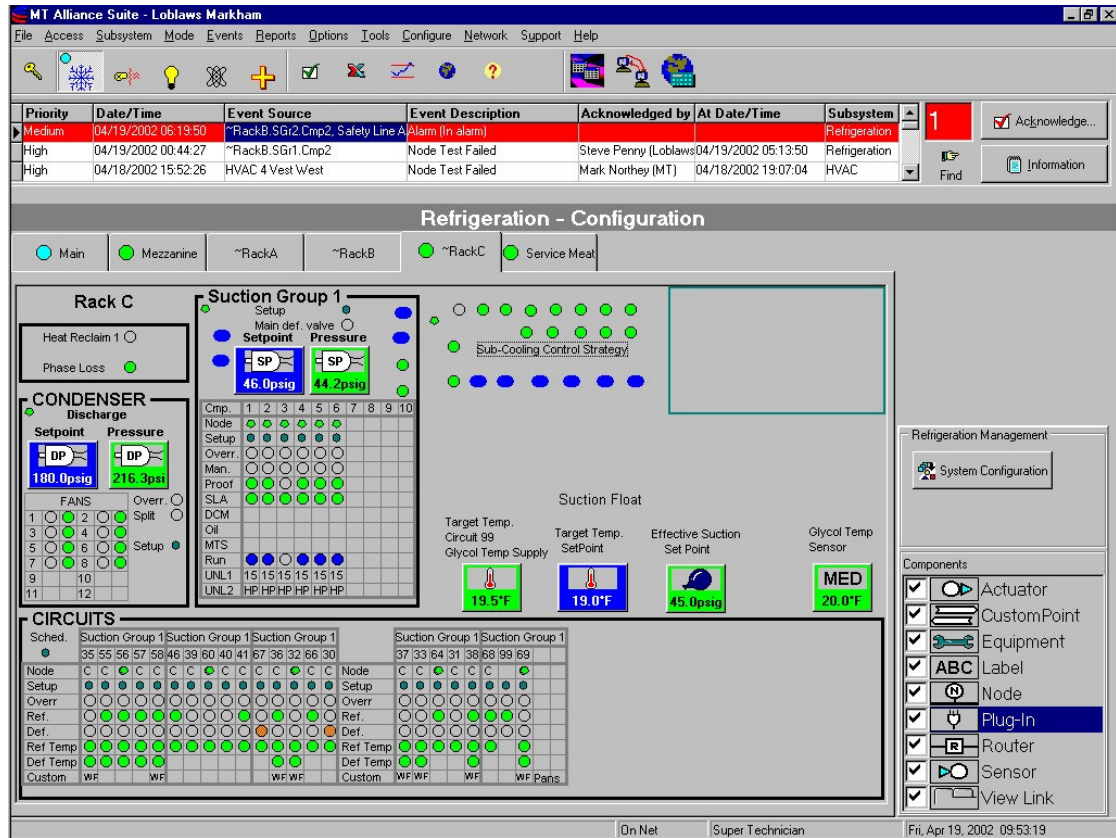 MT Alliance Suite - Loblaws Markham
File Access Subsystem Mode Events Reports Options Tools Configure Network Support Help
Priority Date/Time Event Source Event Description Acknowledged by At Date/Time Subsystem
Medium 04/19/2002 06:19:50 ~RackB.SGr2.Cmp2, Safety Line A Alarm (In alarm) Refrigeration
High 04/19/2002 00:44:27 ~RackB.SGr1.Cmp2 Node Test Failed Steve Penny (Loblaws 04/19/2002 05:13:50 Refrigeration
High 04/18/2002 15:52:26 HVAC 4 Vest West Node Test Failed Mark Northey (MT) 04/18/2002 19:07:04 HVAC
1
Acknowledge...
Find
Information
Refrigeration - Configuration
Main Mezzanine ~RackA ~RackB ~RackC Service Meat
Rack C
Heat Reclaim 1
Phase Loss
CONDENSER
Discharge
Setpoint Pressure
DP DP
180.0psig 216.3psi
FANS Overr.
1 2 Split
3 4
5 6 Setup
7 8
9 10
11 12
Suction Group 1
Setup
Main def. valve
Setpoint Pressure
SP SP
46.0psig 44.2psig
Cmp. 1 2 3 4 5 6 7 8 9 10
Node
Setup
Overr.
Man.
Proof
SLA
DCM
Oil
MTS
Run
UNL1 15 15 15 15 15 15
UNL2 HP HP HP HP HP HP
Sub-Cooling Control Strategy
Suction Float
Target Temp.
Circuit 99
Glycol Temp Supply
19.5°F
Target Temp.
SetPoint
19.0°F
Effective Suction
Set Point
45.0psig
Glycol Temp
Sensor
MED
20.0°F
CIRCUITS
Sched. Suction Group 1 Suction Group 1 Suction Group 1 Suction Group 1 Suction Group 1
35 55 56 57 58 46 39 60 40 41 67 36 32 66 30 37 33 64 31 38 68 99 69
Node C C C C C C C C C C C C Node C C C C C C
Setup Setup
Overr Overr
Ref. Ref.
Def. Def.
Ref Temp Ref Temp
Def Temp Def Temp
Custom WF WF WF WF Custom WF WF WF WF Pans
Refrigeration Management
System Configuration
Components
Actuator
CustomPoint
Equipment
ABC Label
N Node
Plug-In
R Router
Sensor
View Link
On Net Super Technician Fri, Apr 19, 2002 09:53:19